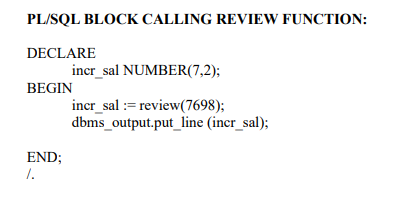 PL/SQL BLOCK CALLING REVIEW FUNCTION:
DECLARE
incr_sal NUMBER(7,2);
BEGIN
incr_sal := review(7698);
dbms_output.put_line (incr_sal);
END;
/.